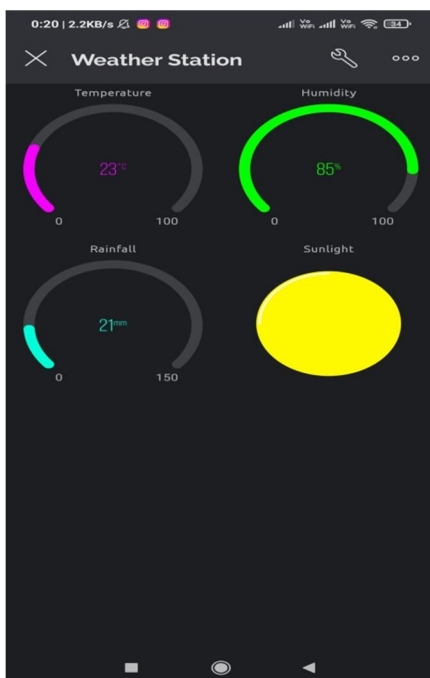 0:20 | 2.2KB/s Vo WiFi Vo WiFi 34
Weather Station
Temperature Humidity
23°C 85%
0 100 0 100
Rainfall Sunlight
21mm
0 150